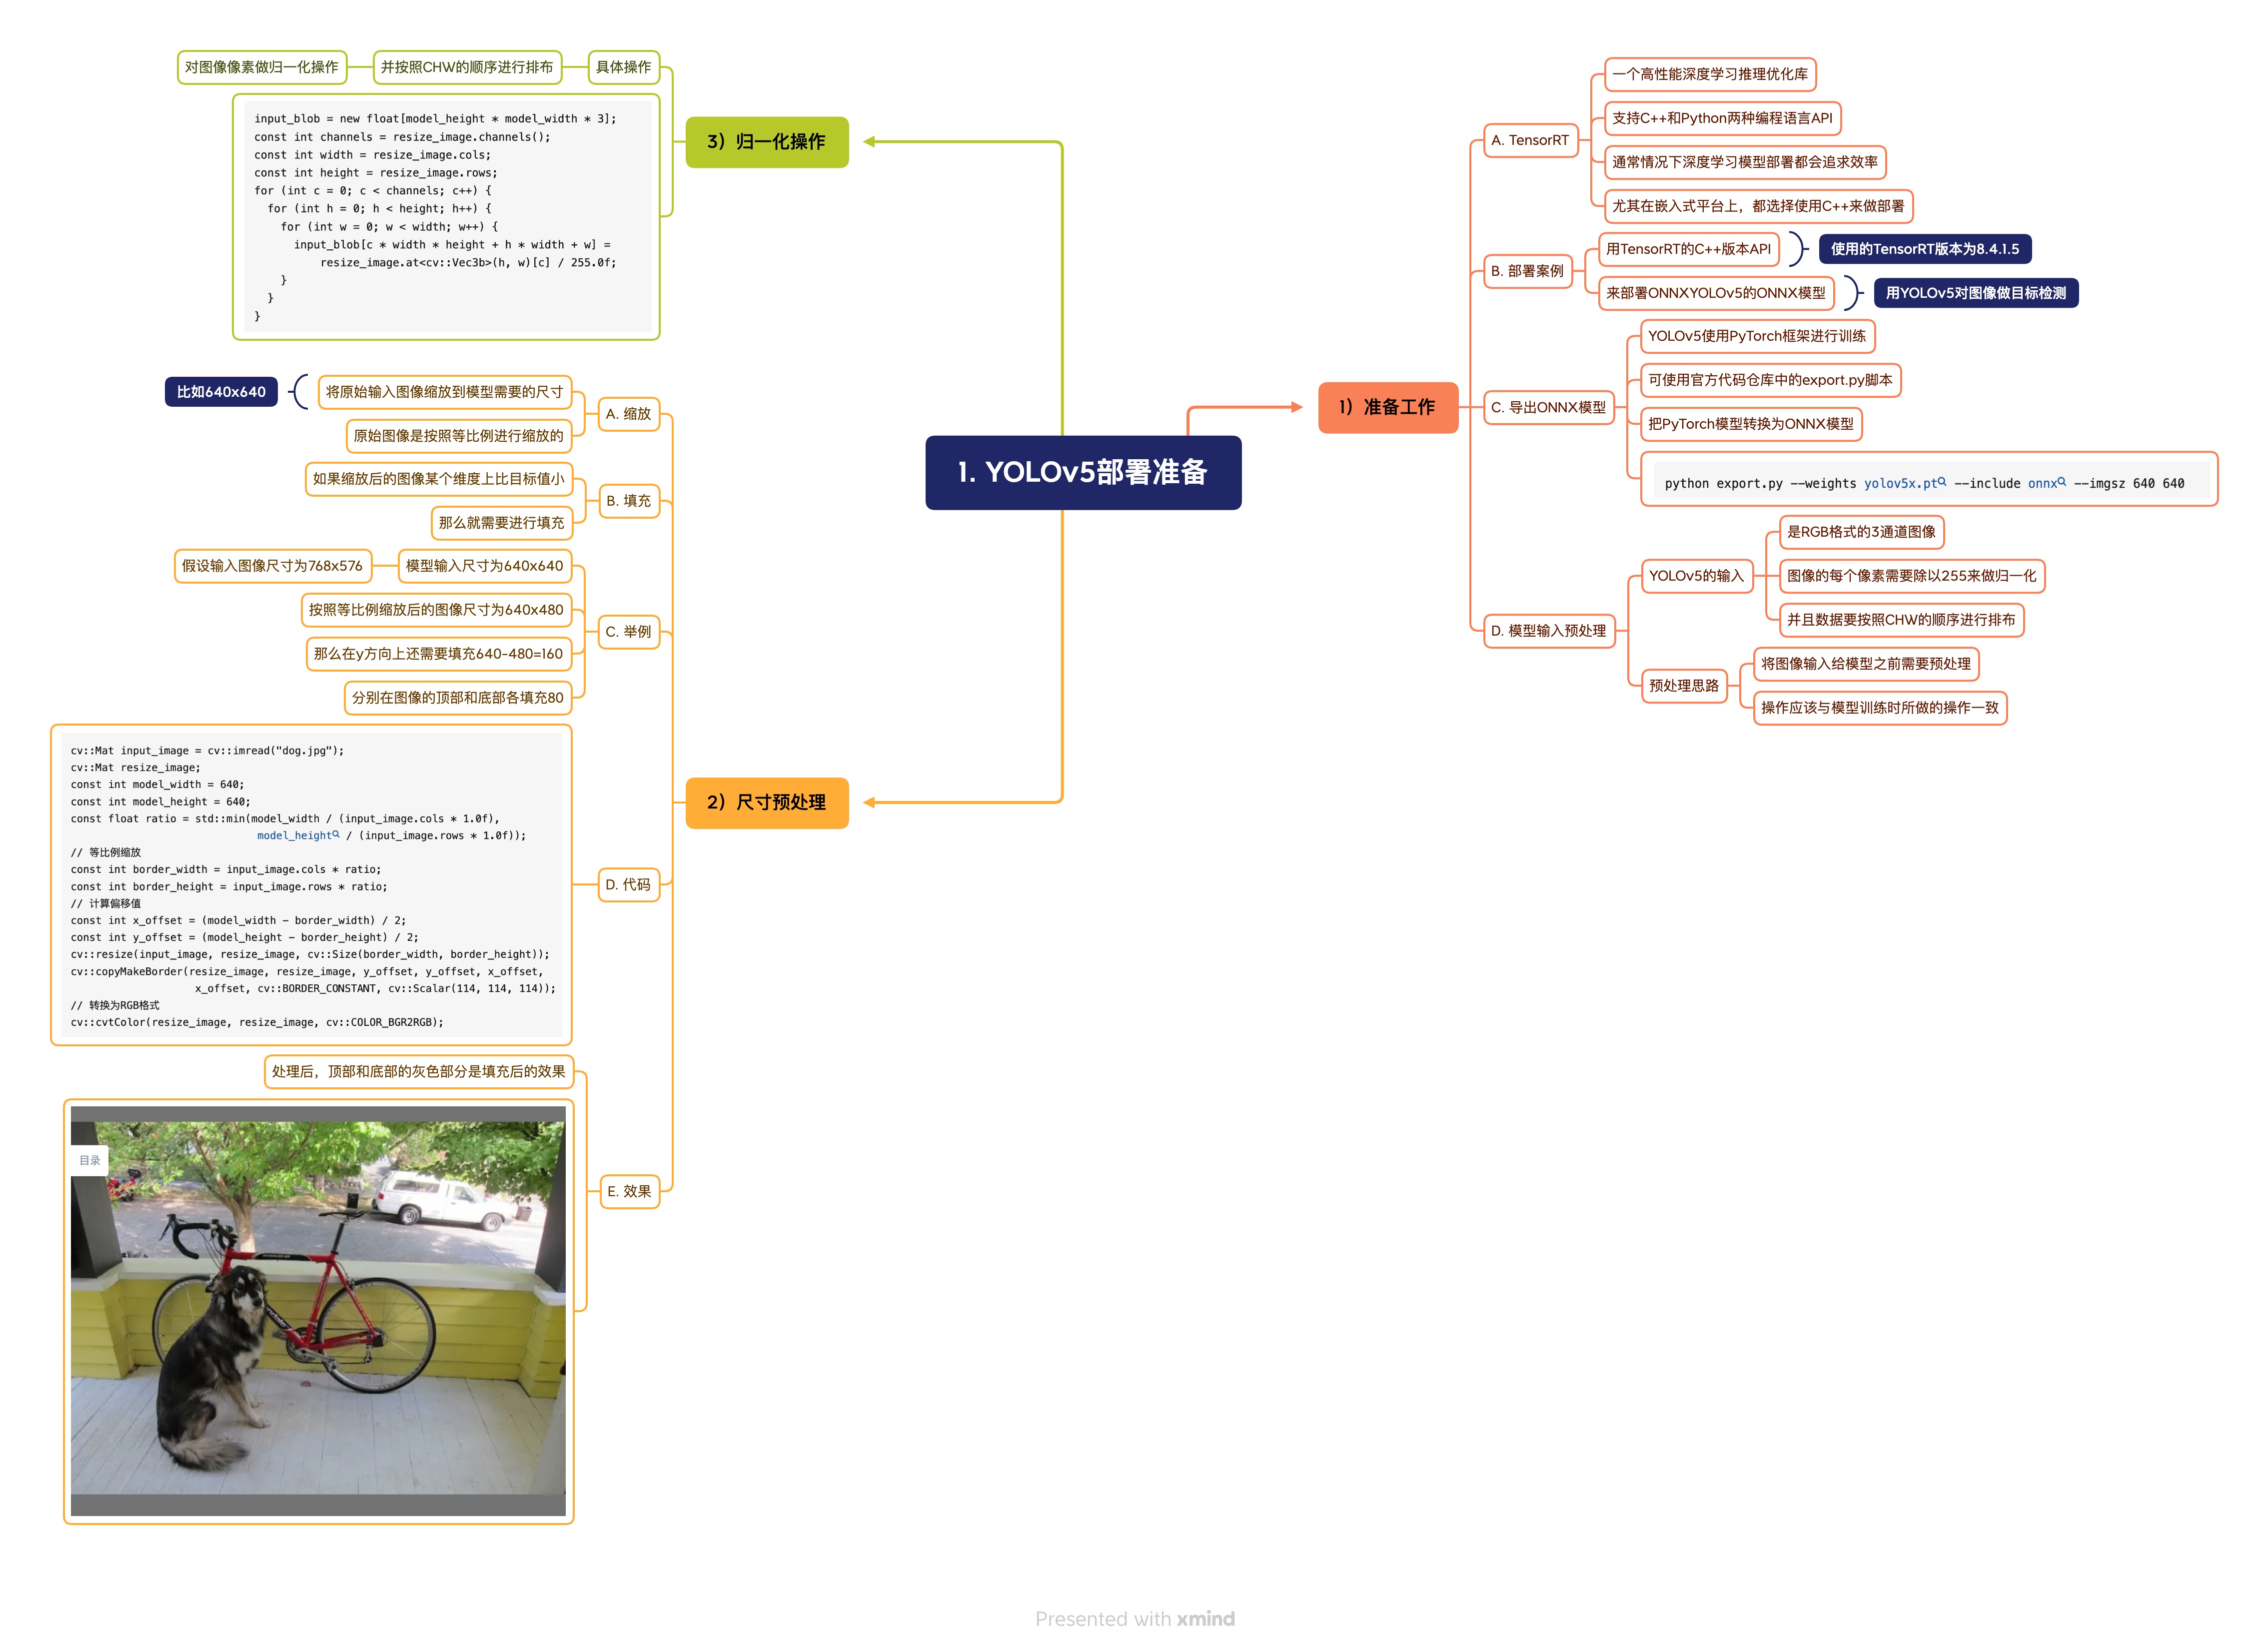 1. YOLOv5部署准备
1）准备工作
A. TensorRT
一个高性能深度学习推理优化库
支持C++和Python两种编程语言API
通常情况下深度学习模型部署都会追求效率
尤其在嵌入式平台上，都选择使用C++来做部署
B. 部署案例
用TensorRT的C++版本API
使用的TensorRT版本为8.4.1.5
来部署ONNXYOLOv5的ONNX模型
用YOLOv5对图像做目标检测
C. 导出ONNX模型
YOLOv5使用PyTorch框架进行训练
可使用官方代码仓库中的export.py脚本
把PyTorch模型转换为ONNX模型
python export.py --weights yolov5x.pt --include onnx --imgsz 640 640
D. 模型输入预处理
YOLOv5的输入
是RGB格式的3通道图像
图像的每个像素需要除以255来做归一化
并且数据要按照CHW的顺序进行排布
预处理思路
将图像输入给模型之前需要预处理
操作应该与模型训练时所做的操作一致
2）尺寸预处理
A. 缩放
将原始输入图像缩放到模型需要的尺寸
比如640x640
原始图像是按照等比例进行缩放的
B. 填充
如果缩放后的图像某个维度上比目标值小
那么就需要进行填充
C. 举例
模型输入尺寸为640x640
假设输入图像尺寸为768x576
按照等比例缩放后的图像尺寸为640x480
那么在y方向上还需要填充640-480=160
分别在图像的顶部和底部各填充80
D. 代码
cv::Mat input_image = cv::imread("dog.jpg");
cv::Mat resize_image;
const int model_width = 640;
const int model_height = 640;
const float ratio = std::min(model_width / (input_image.cols * 1.0f),
model_height / (input_image.rows * 1.0f));
// 等比例缩放
const int border_width = input_image.cols * ratio;
const int border_height = input_image.rows * ratio;
// 计算偏移值
const int x_offset = (model_width - border_width) / 2;
const int y_offset = (model_height - border_height) / 2;
cv::resize(input_image, resize_image, cv::Size(border_width, border_height));
cv::copyMakeBorder(resize_image, resize_image, y_offset, y_offset, x_offset,
x_offset, cv::BORDER_CONSTANT, cv::Scalar(114, 114, 114));
// 转换为RGB格式
cv::cvtColor(resize_image, resize_image, cv::COLOR_BGR2RGB);
E. 效果
处理后，顶部和底部的灰色部分是填充后的效果
目录
3）归一化操作
具体操作
并按照CHW的顺序进行排布
对图像像素做归一化操作
input_blob = new float[model_height * model_width * 3];
const int channels = resize_image.channels();
const int width = resize_image.cols;
const int height = resize_image.rows;
for (int c = 0; c < channels; c++) {
for (int h = 0; h < height; h++) {
for (int w = 0; w < width; w++) {
input_blob[c * width * height + h * width + w] =
resize_image.at<cv::Vec3b>(h, w)[c] / 255.0f;
}
}
}
Presented with xmind